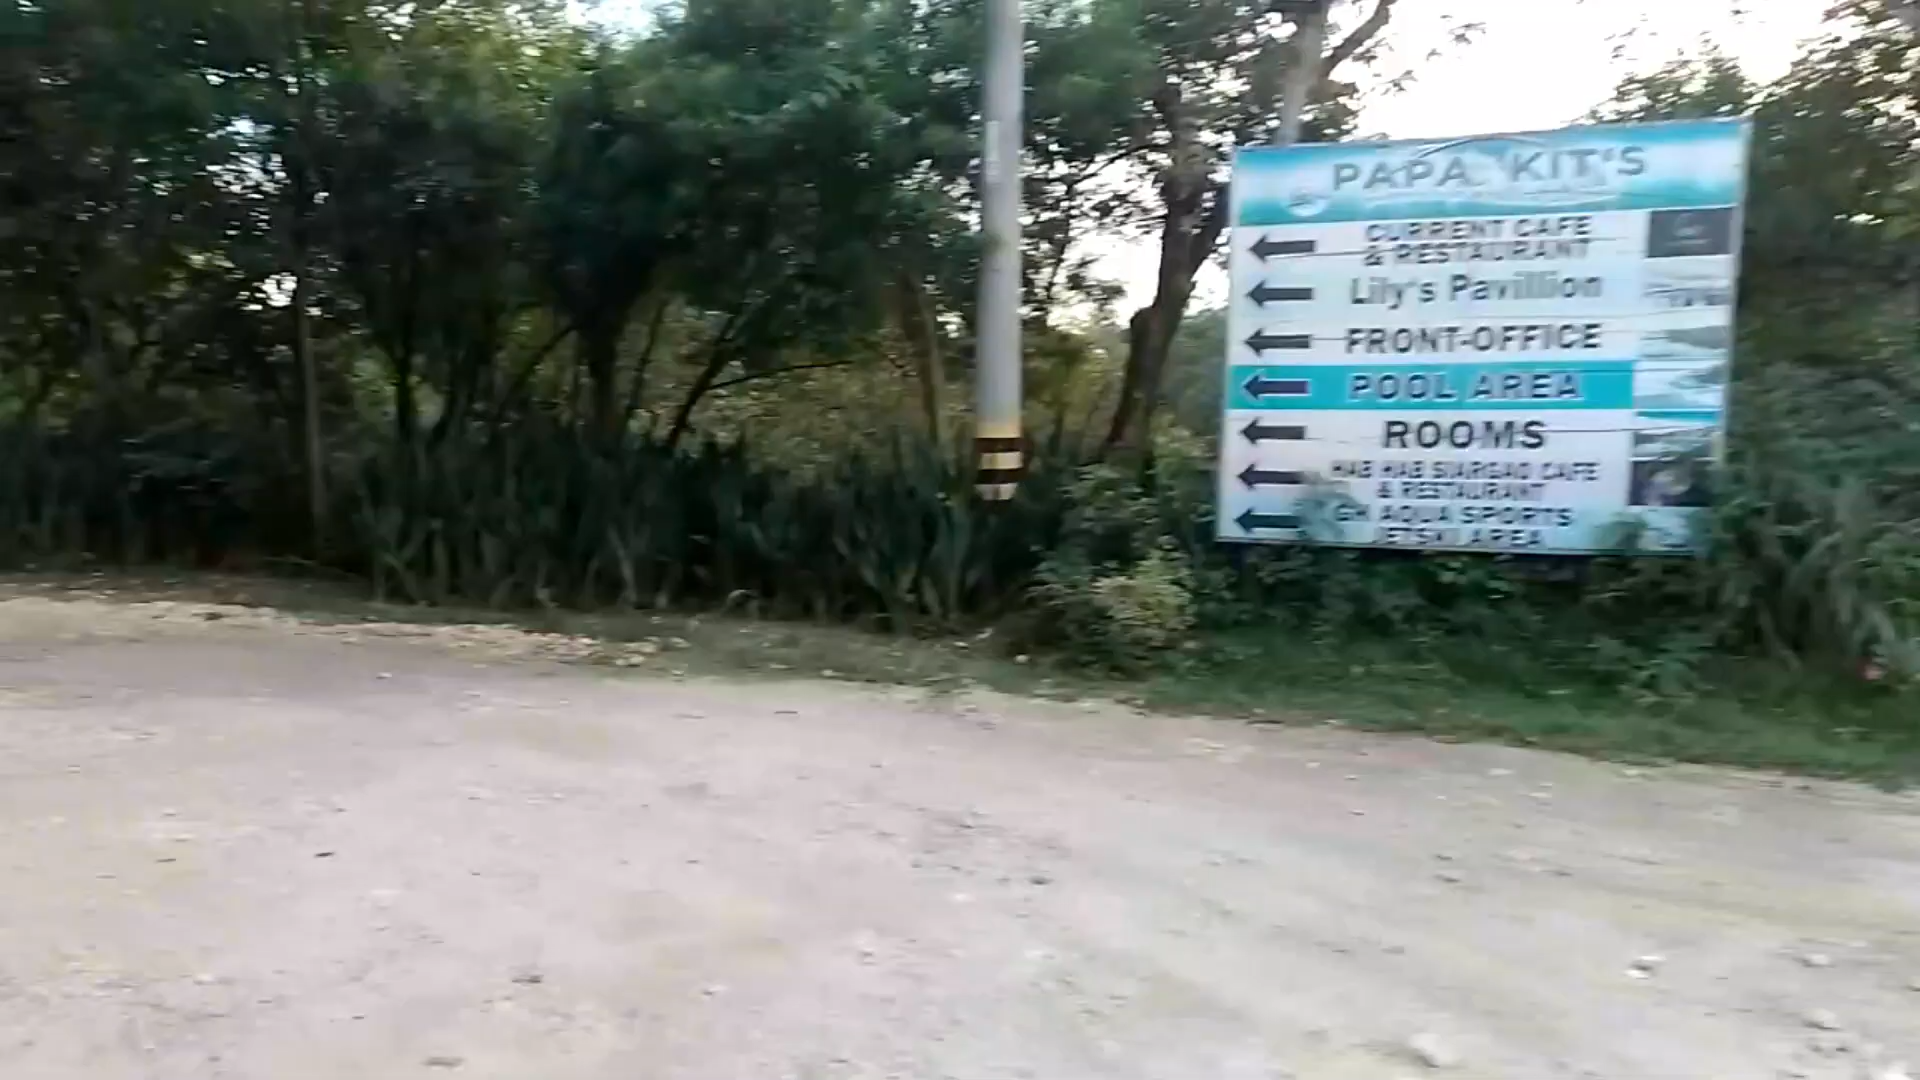 PAPA KIT'S
CURRENT CAFE
& RESTAURANT
Lily's Pavillion
FRONT-OFFICE
POOL AREA
ROOMS
HAB HAB SIARGAO CAFE
& RESTAURANT
GH AQUA SPORTS
JETSKI AREA